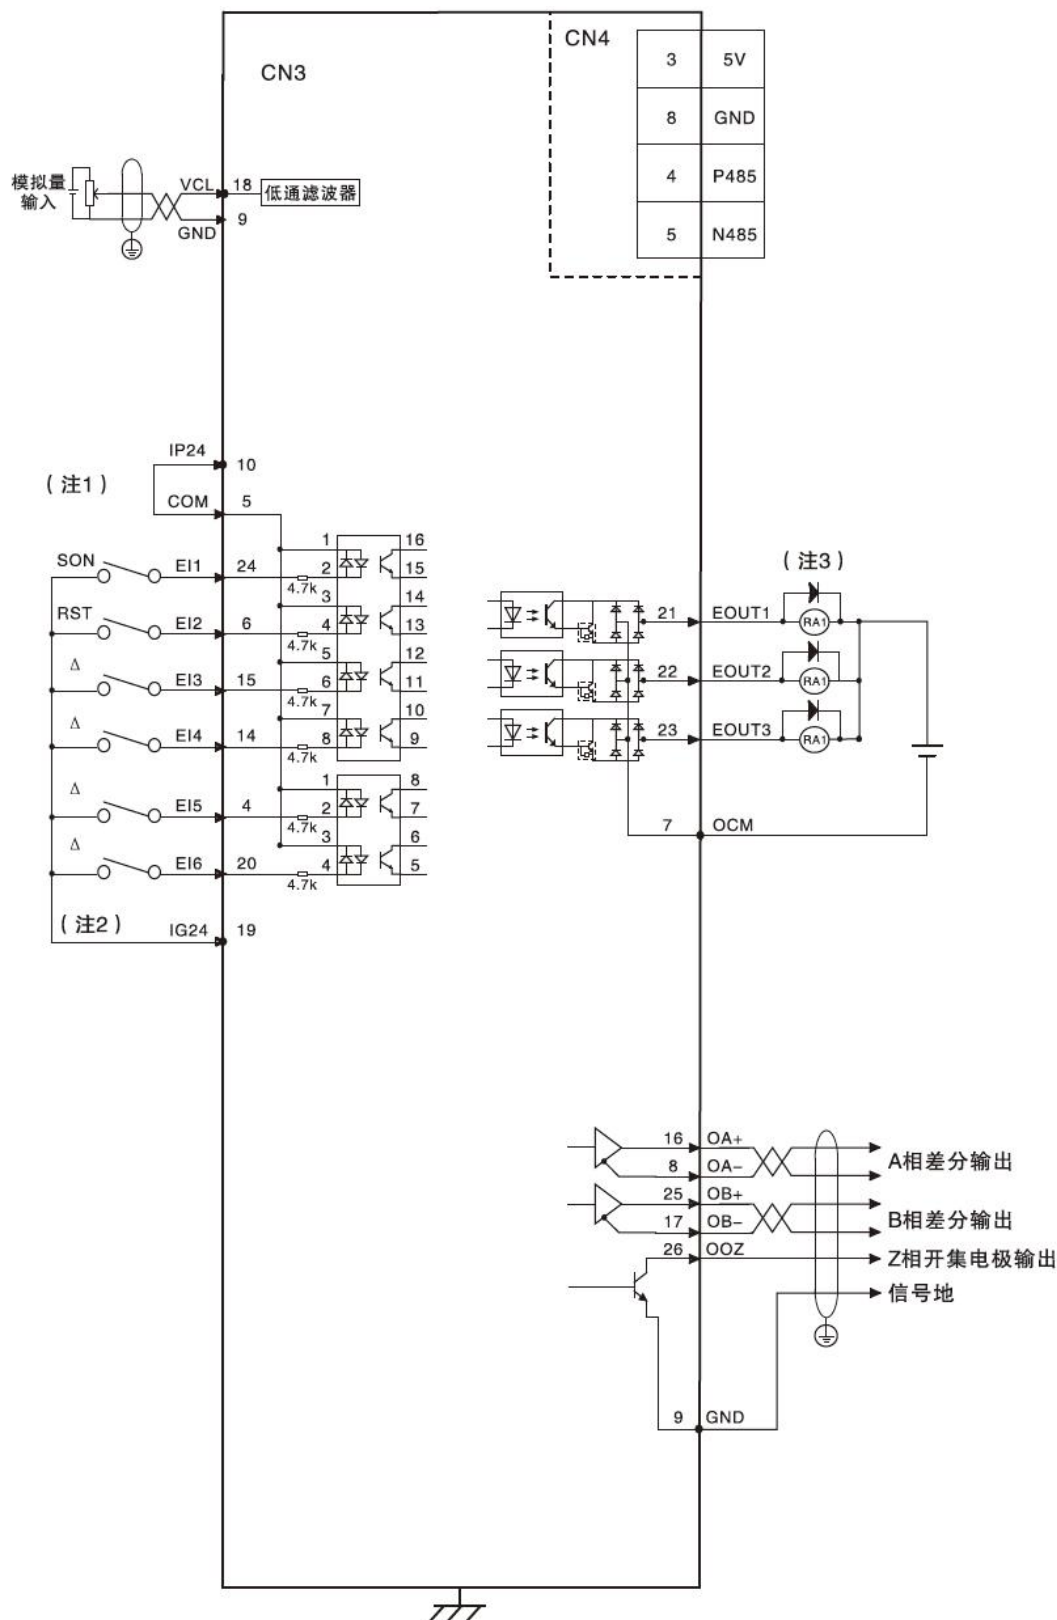 CN4
3 5V
CN3
8 GND
4 P485
模拟量
输入
VCL 18 低通滤波器
5 N485
9
GND
IP24
10
(注1)
COM 5
1 16
SON EI1 24 4.7k 2 15
3 14
RST EI2 6 4.7k 4 13
5 12
Δ EI3 15 4.7k 6 11
7 10
Δ EI4 14 4.7k 8 9
1 8
Δ EI5 4 4.7k 2 7
3 6
Δ EI6 20 4.7k 4 5
(注2)
IG24 19
(注3)
21 EOUT1 RA1
22 EOUT2 RA1
23 EOUT3 RA1
7 OCM
16 OA+
A相差分输出
8 OA−
25 OB+
B相差分输出
17 OB−
26 OOZ Z相开集电极输出
信号地
9 GND